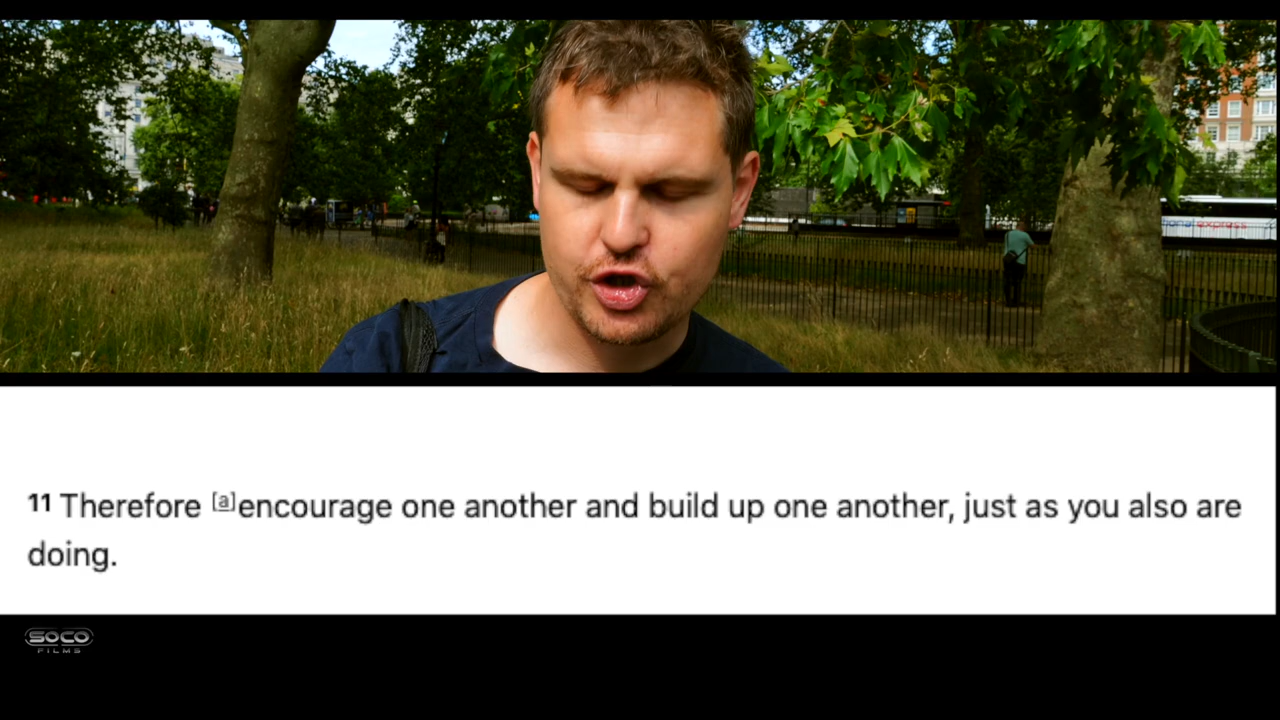 11 Therefore [a]encourage one another and build up one another, just as you also are
doing.
SOCO
FILMS